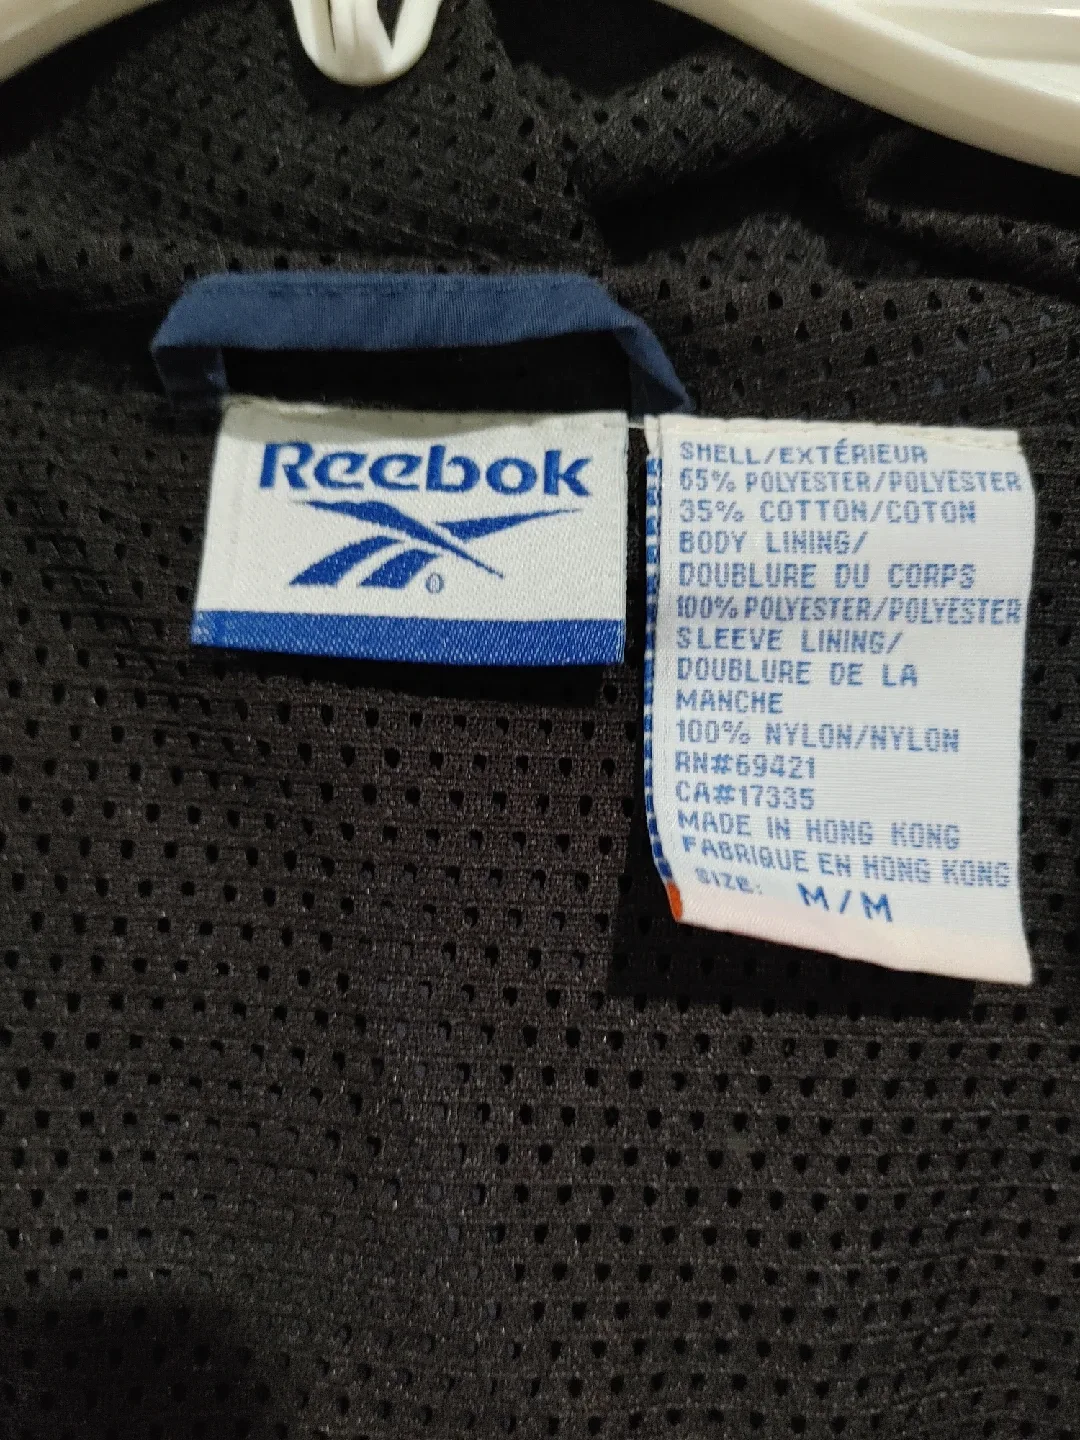 Reebok
®
SHELL/EXTÉRIEUR
65% POLYESTER/POLYESTER
35% COTTON/COTON
BODY LINING/
DOUBLURE DU CORPS
100% POLYESTER/POLYESTER
SLEEVE LINING/
DOUBLURE DE LA
MANCHE
100% NYLON/NYLON
RN#69421
CA#17335
MADE IN HONG KONG
FABRIQUE EN HONG KONG
SIZE: M/M